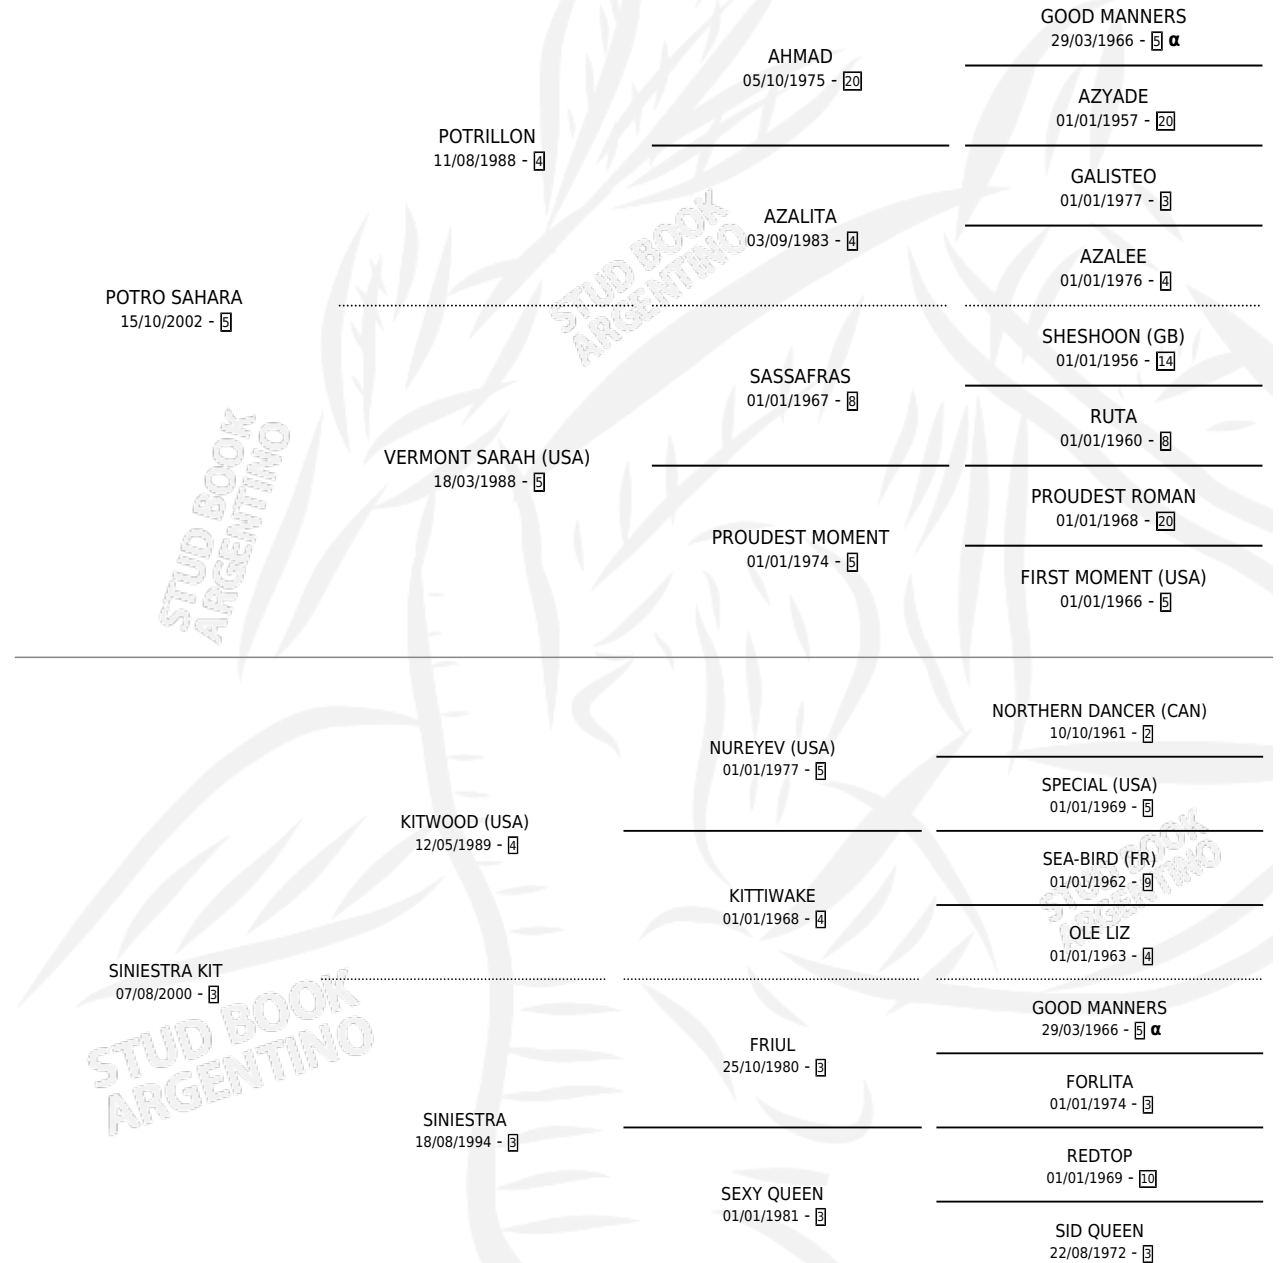 GOOD MANNERS
29/03/1966 - 5 α
AHMAD
05/10/1975 - 20
AZYADE
01/01/1957 - 20
POTRILLON
11/08/1988 - 4
GALISTEO
01/01/1977 - 3
AZALITA
03/09/1983 - 4
AZALEE
01/01/1976 - 4
POTRO SAHARA
15/10/2002 - 5
STUD BOOK
ARGENTINO
SHESHOON (GB)
01/01/1956 - 14
SASSAFRAS
01/01/1967 - 8
RUTA
01/01/1960 - 8
VERMONT SARAH (USA)
18/03/1988 - 5
STUD BOOK
ARGENTINO
PROUDEST ROMAN
01/01/1968 - 20
PROUDEST MOMENT
01/01/1974 - 5
FIRST MOMENT (USA)
01/01/1966 - 5
NORTHERN DANCER (CAN)
10/10/1961 - 2
NUREYEV (USA)
01/01/1977 - 5
SPECIAL (USA)
01/01/1969 - 5
KITWOOD (USA)
12/05/1989 - 4
SEA-BIRD (FR)
01/01/1962 - 9
STUD BOOK
ARGENTINO
KITTIWAKE
01/01/1968 - 4
OLE LIZ
01/01/1963 - 4
SINIESTRA KIT
07/08/2000 - 3
STUD BOOK
ARGENTINO
GOOD MANNERS
29/03/1966 - 5 α
FRIUL
25/10/1980 - 3
FORLITA
01/01/1974 - 3
SINIESTRA
18/08/1994 - 3
REDTOP
01/01/1969 - 10
SEXY QUEEN
01/01/1981 - 3
SID QUEEN
22/08/1972 - 3